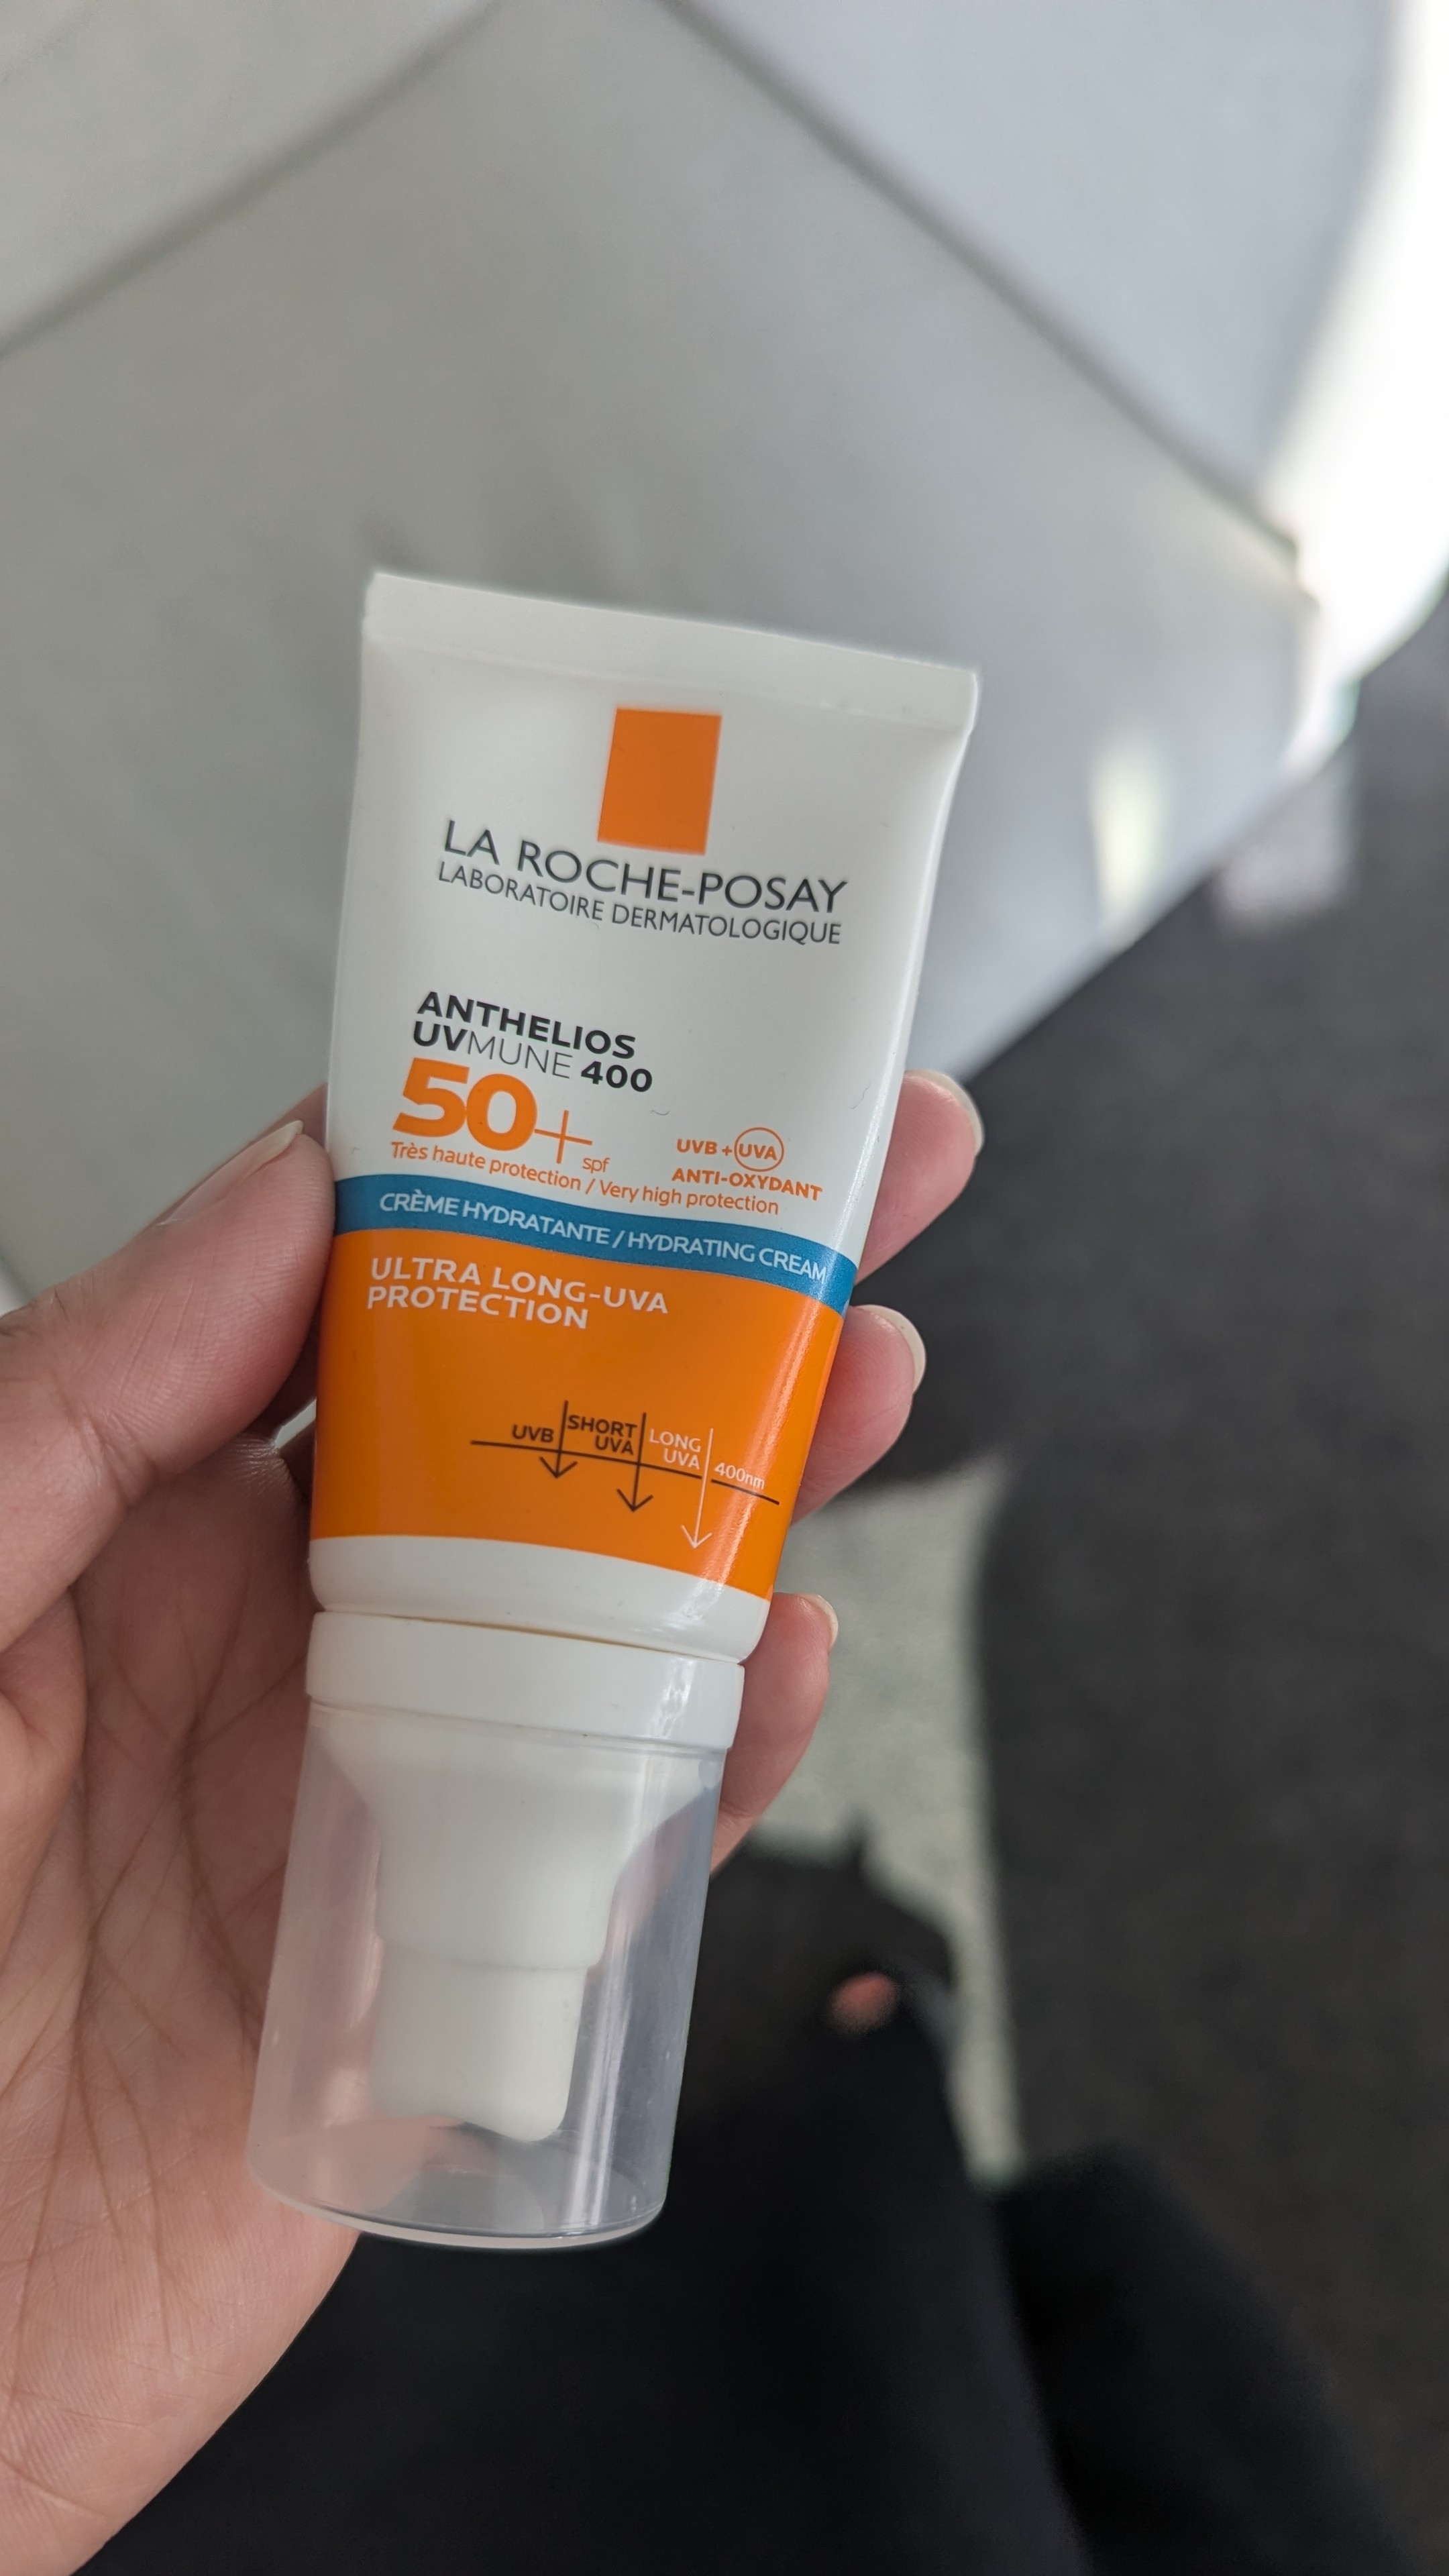 LA ROCHE-POSAY
LABORATOIRE DERMATOLOGIQUE
ANTHELIOS
UVMUNE 400
50+ spf
Très haute protection / Very high protection
UVB + UVA
ANTI-OXYDANT
CRÈME HYDRATANTE / HYDRATING CREAM
ULTRA LONG-UVA
PROTECTION
UVB
SHORT
UVA
LONG
UVA
400nm